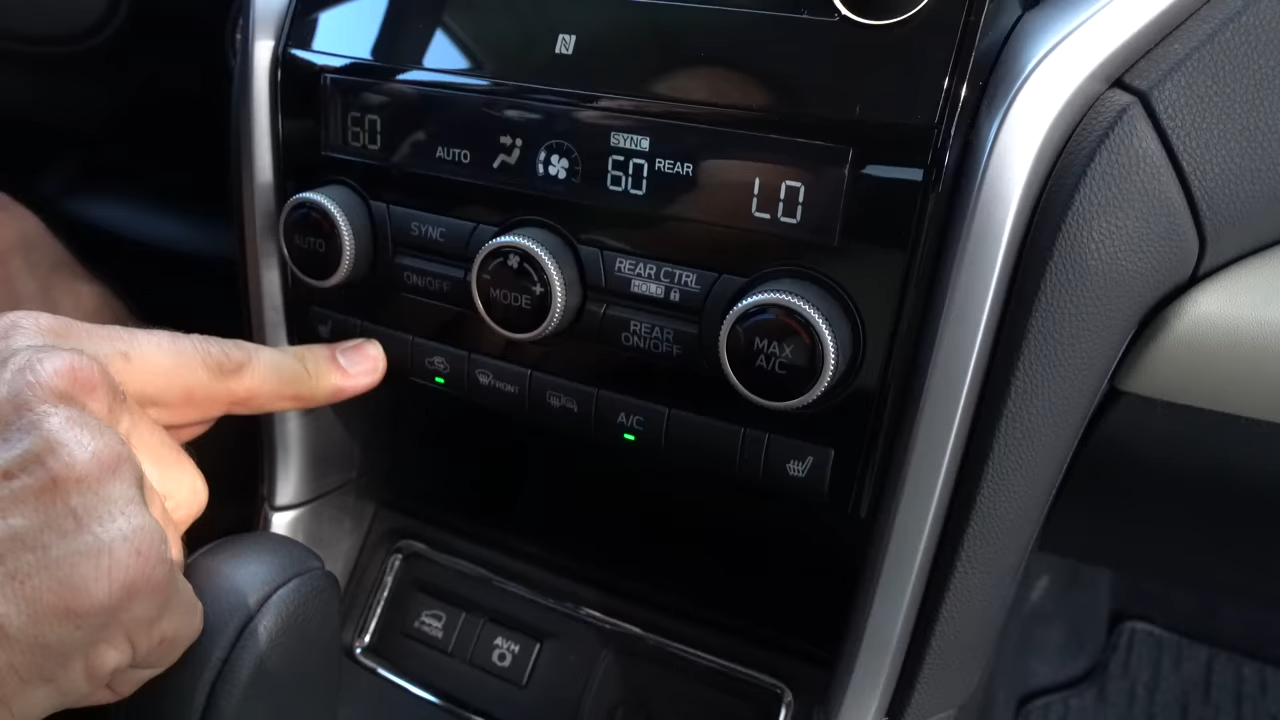 60
AUTO
SYNC
60 REAR
LO
AUTO
SYNC
ON/OFF
MODE
REAR CTRL
HOLD
REAR
ON/OFF
MAX
A/C
FRONT
A/C
X-MODE
AVH